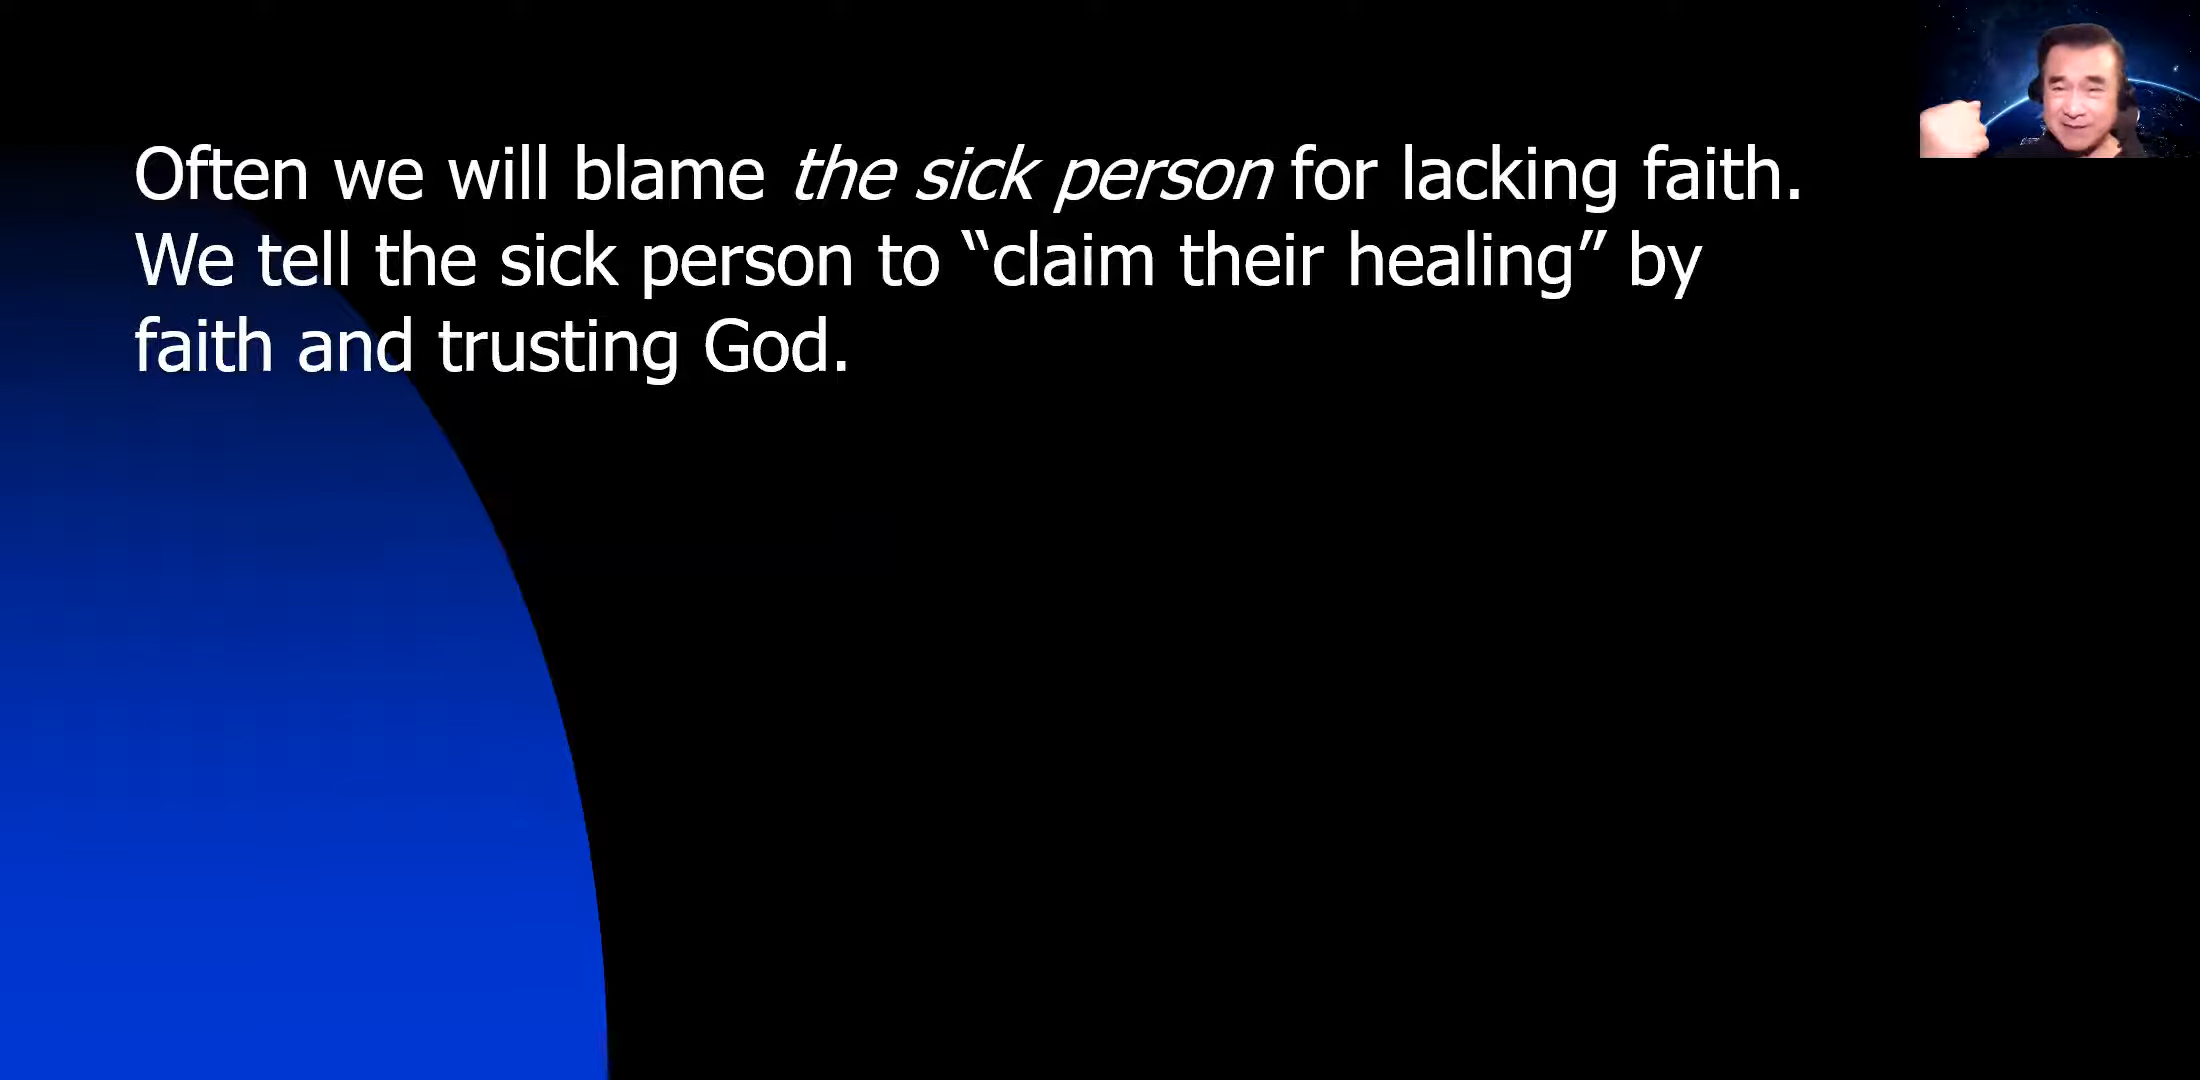 Often we will blame the sick person for lacking faith.
We tell the sick person to “claim their healing” by
faith and trusting God.